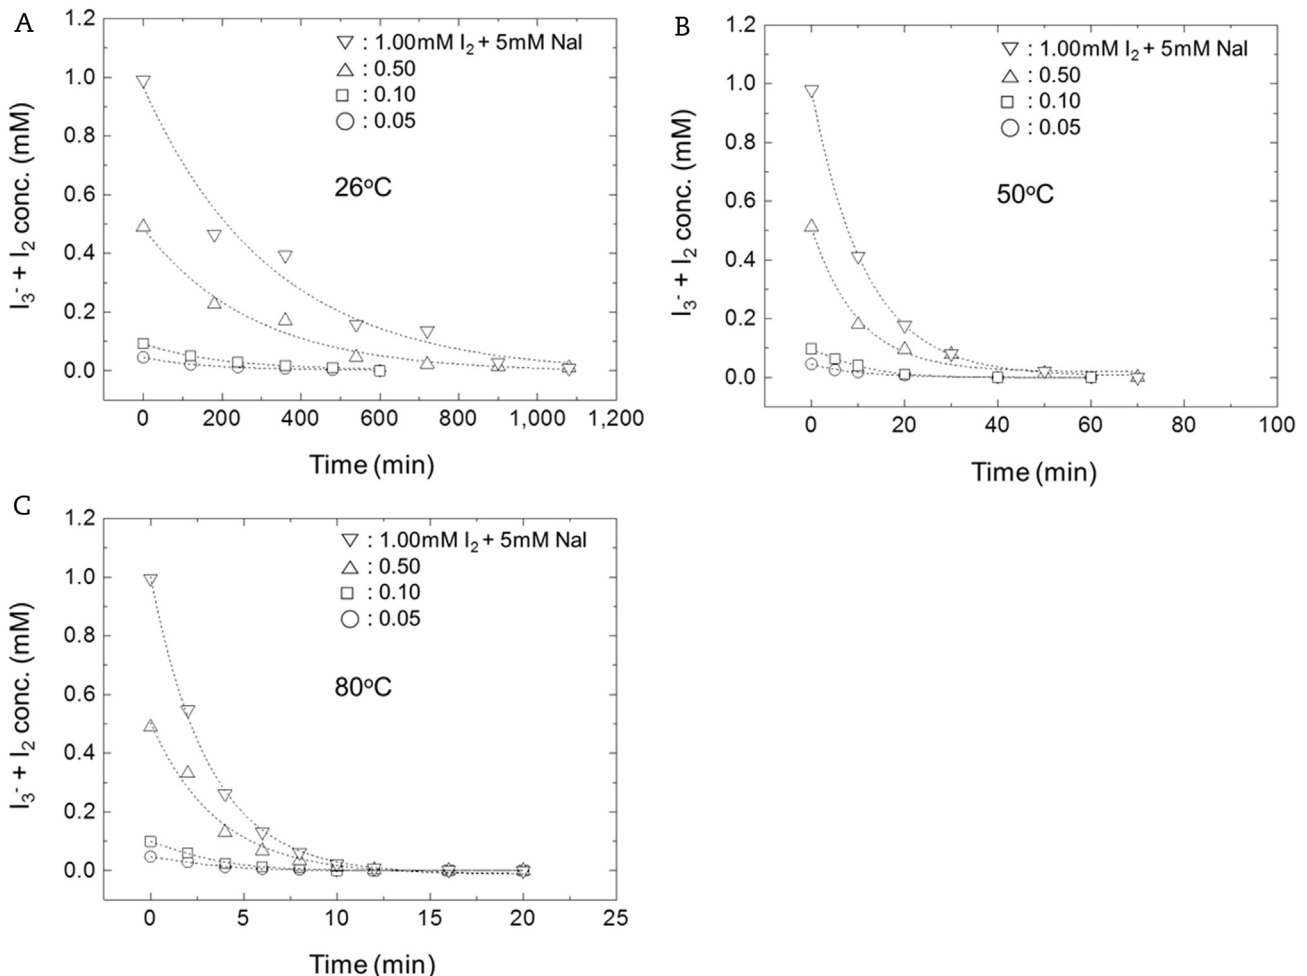 A
1.2
1.0
0.8
0.6
0.4
0.2
0.0
I3- + I2 conc. (mM)
: 1.00mM I2 + 5mM NaI
: 0.50
: 0.10
: 0.05
26oC
0 200 400 600 800 1,000 1,200
Time (min)
B
1.2
1.0
0.8
0.6
0.4
0.2
0.0
I3- + I2 conc. (mM)
: 1.00mM I2 + 5mM NaI
: 0.50
: 0.10
: 0.05
50oC
0 20 40 60 80 100
Time (min)
C
1.2
1.0
0.8
0.6
0.4
0.2
0.0
I3- + I2 conc. (mM)
: 1.00mM I2 + 5mM NaI
: 0.50
: 0.10
: 0.05
80oC
0 5 10 15 20 25
Time (min)